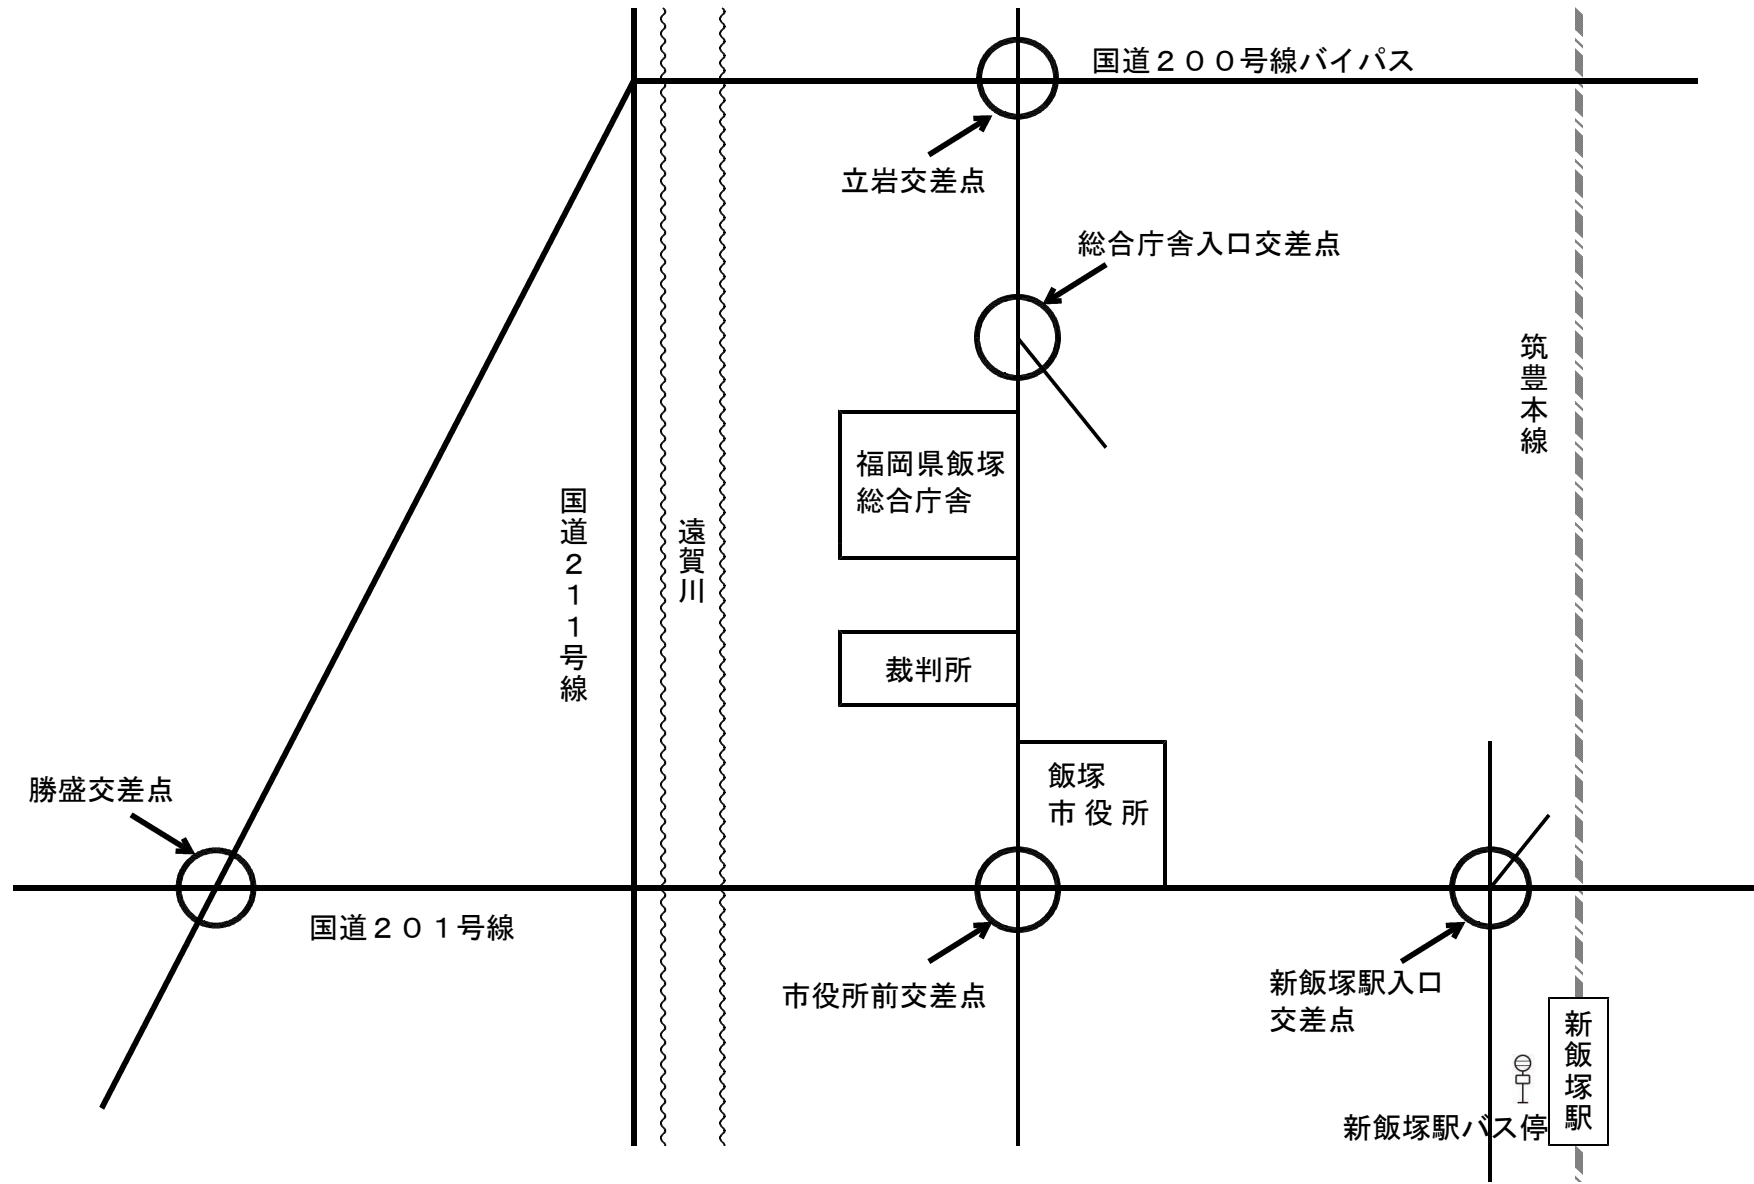 国道２００号線バイパス
立岩交差点
総合庁舎入口交差点
筑豊本線
福岡県飯塚
総合庁舎
国道２１１号線
遠賀川
裁判所
飯塚
市役所
勝盛交差点
国道２０１号線
市役所前交差点
新飯塚駅入口
交差点
新飯塚駅
新飯塚駅バス停